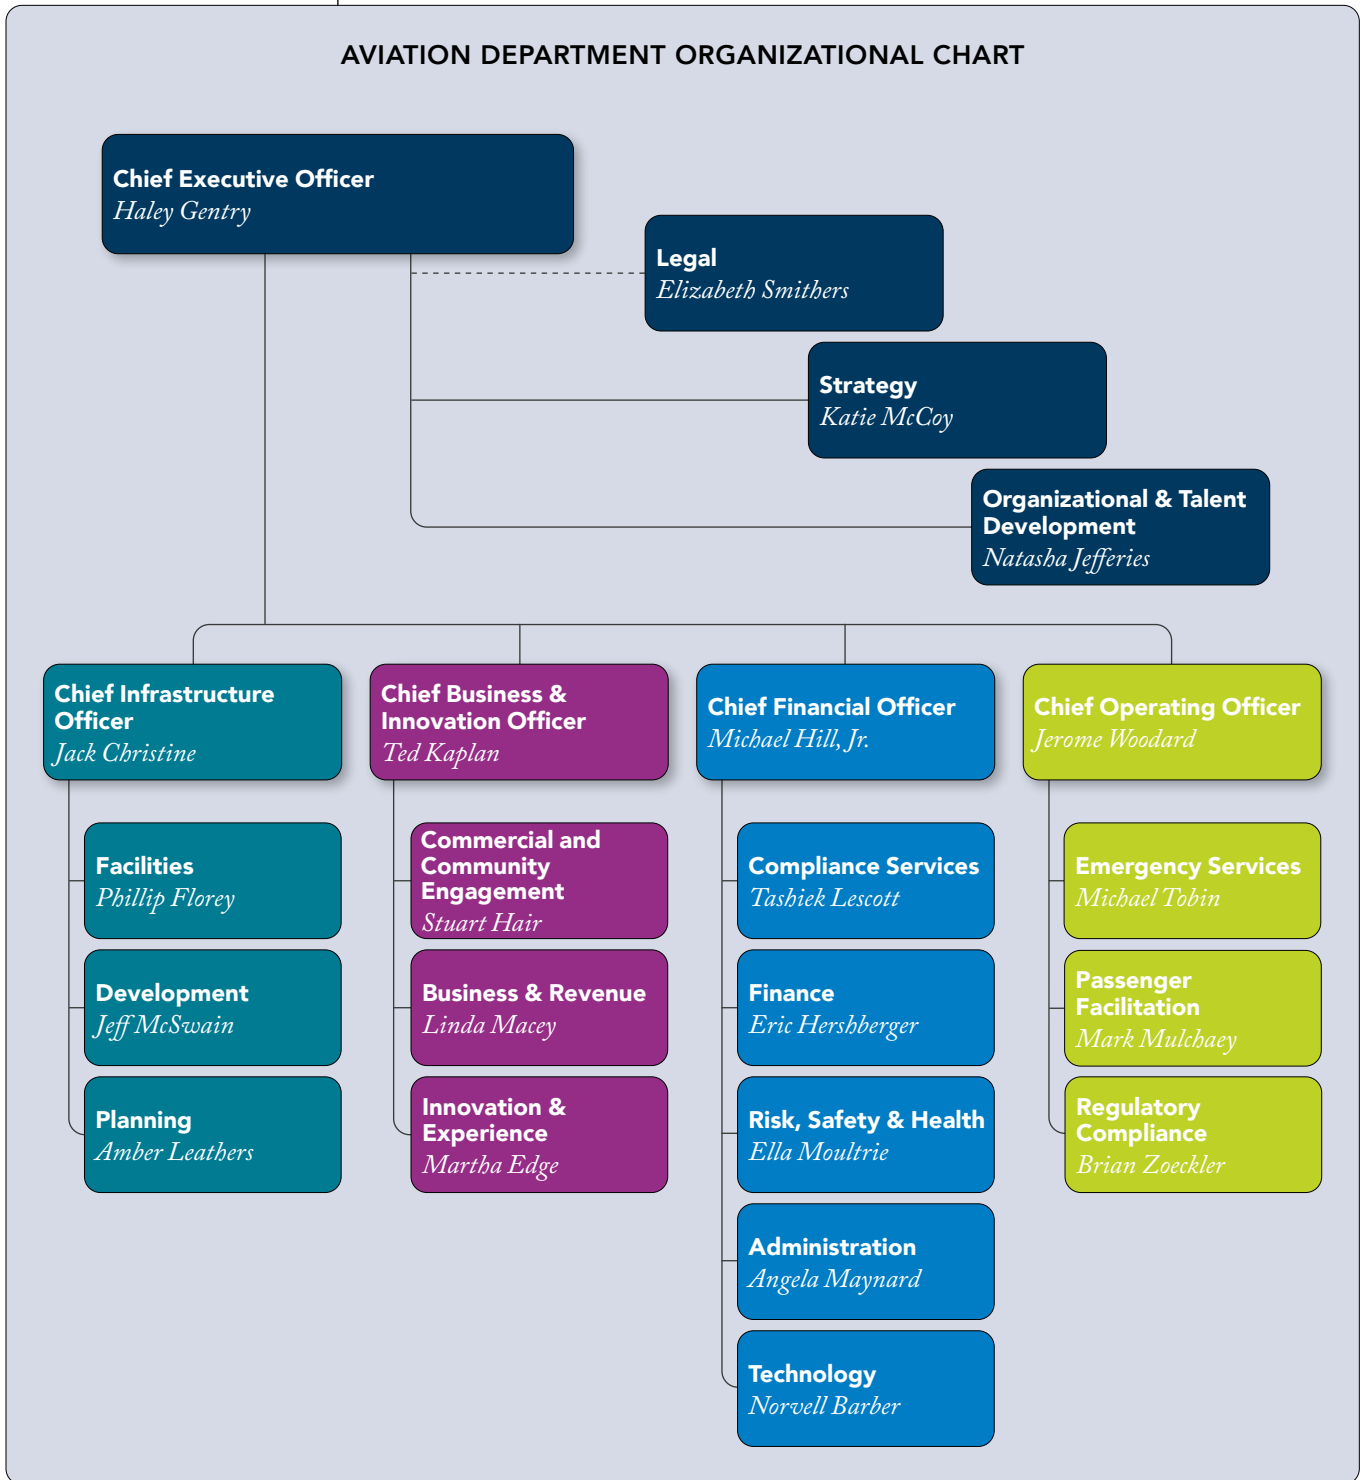 AVIATION DEPARTMENT ORGANIZATIONAL CHART
Chief Executive Officer
Haley Gentry
Legal
Elizabeth Smithers
Strategy
Katie McCoy
Organizational & Talent
Development
Natasha Jefferies
Chief Infrastructure
Officer
Jack Christine
Facilities
Phillip Florey
Development
Jeff McSwain
Planning
Amber Leathers
Chief Business &
Innovation Officer
Ted Kaplan
Commercial and
Community
Engagement
Stuart Hair
Business & Revenue
Linda Macey
Innovation &
Experience
Martha Edge
Chief Financial Officer
Michael Hill, Jr.
Compliance Services
Tashiek Lescott
Finance
Eric Hershberger
Risk, Safety & Health
Ella Moultrie
Administration
Angela Maynard
Technology
Norvell Barber
Chief Operating Officer
Jerome Woodard
Emergency Services
Michael Tobin
Passenger
Facilitation
Mark Mulchaey
Regulatory
Compliance
Brian Zoeckler